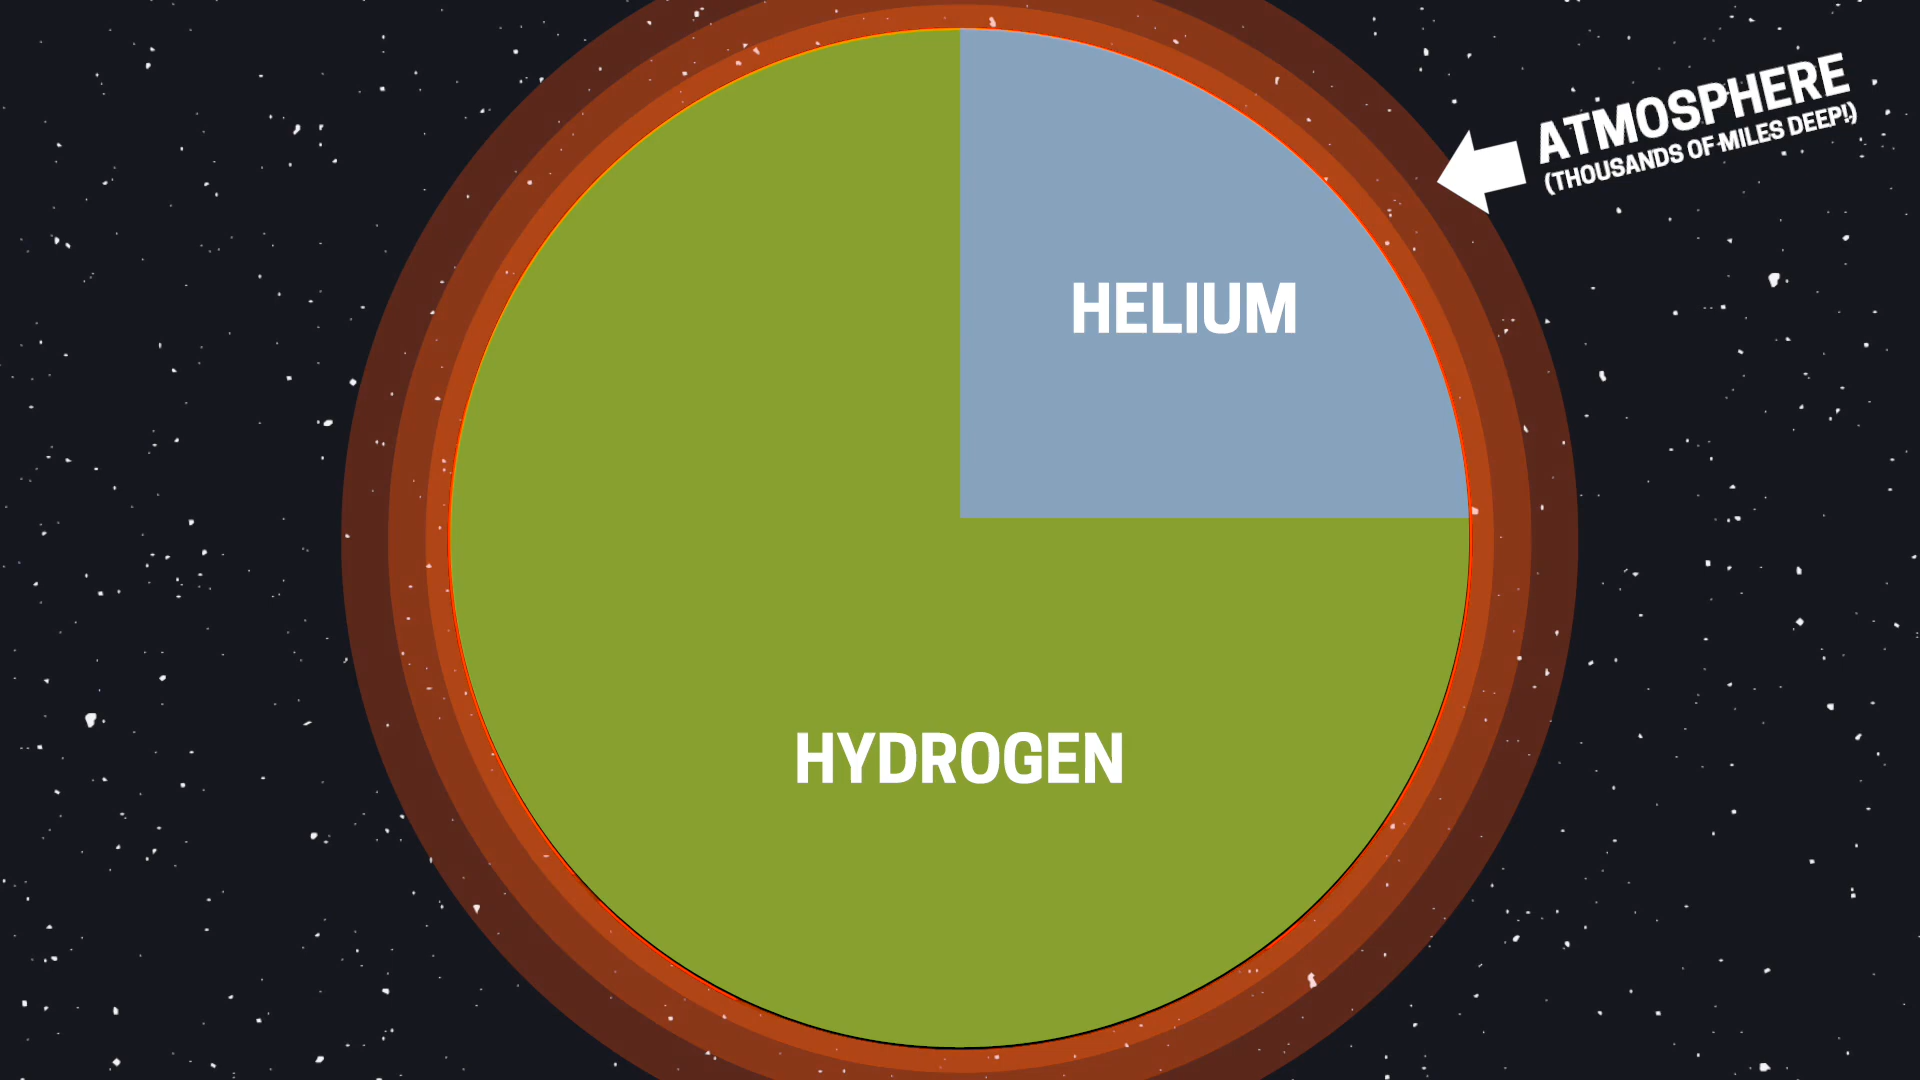 ATMOSPHERE
(THOUSANDS OF MILES DEEP!)
HELIUM
HYDROGEN